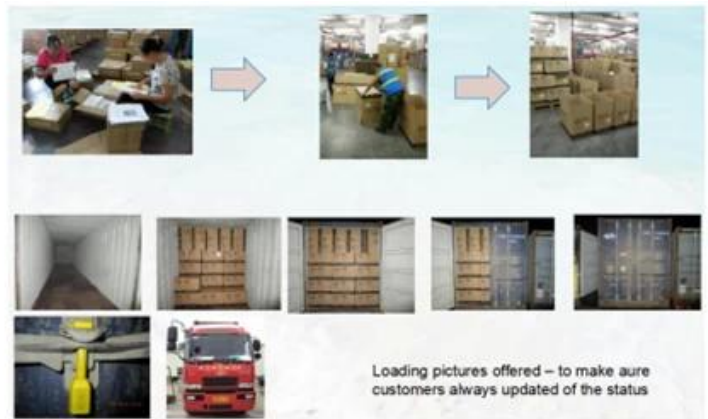 Loading pictures offered – to make aure
customers always updated of the status